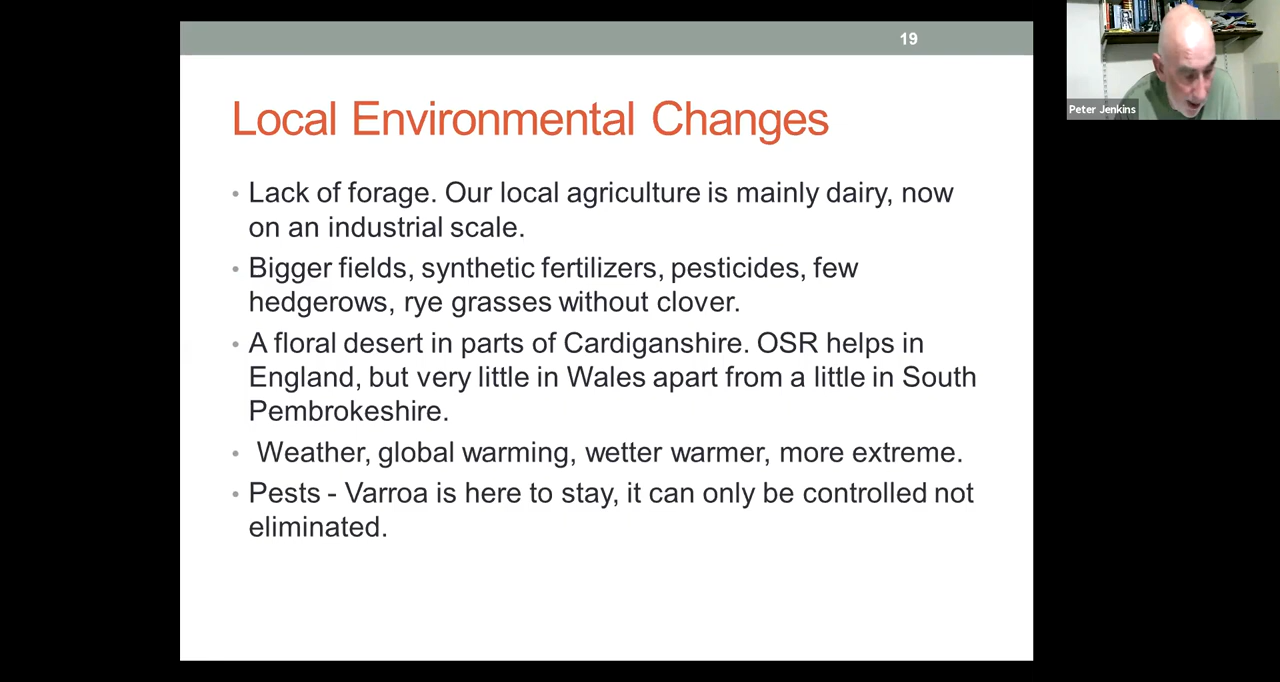 19
Local Environmental Changes
• Lack of forage. Our local agriculture is mainly dairy, now
on an industrial scale.
• Bigger fields, synthetic fertilizers, pesticides, few
hedgerows, rye grasses without clover.
• A floral desert in parts of Cardiganshire. OSR helps in
England, but very little in Wales apart from a little in South
Pembrokeshire.
• Weather, global warming, wetter warmer, more extreme.
• Pests - Varroa is here to stay, it can only be controlled not
eliminated.
Peter Jenkins